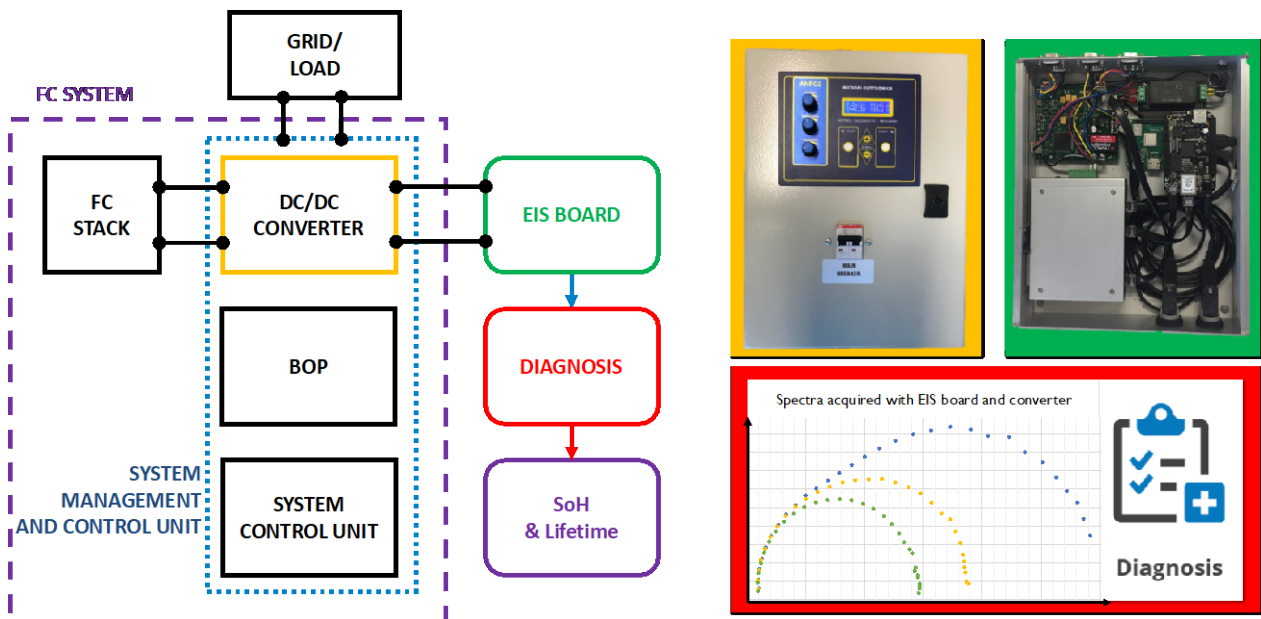 GRID/
LOAD
FC SYSTEM
FC
STACK
DC/DC
CONVERTER
EIS BOARD
BOP
DIAGNOSIS
SYSTEM
MANAGEMENT
AND CONTROL UNIT
SYSTEM
CONTROL UNIT
SoH
& Lifetime
MAIN
BREAKER
Spectra acquired with EIS board and converter
Diagnosis